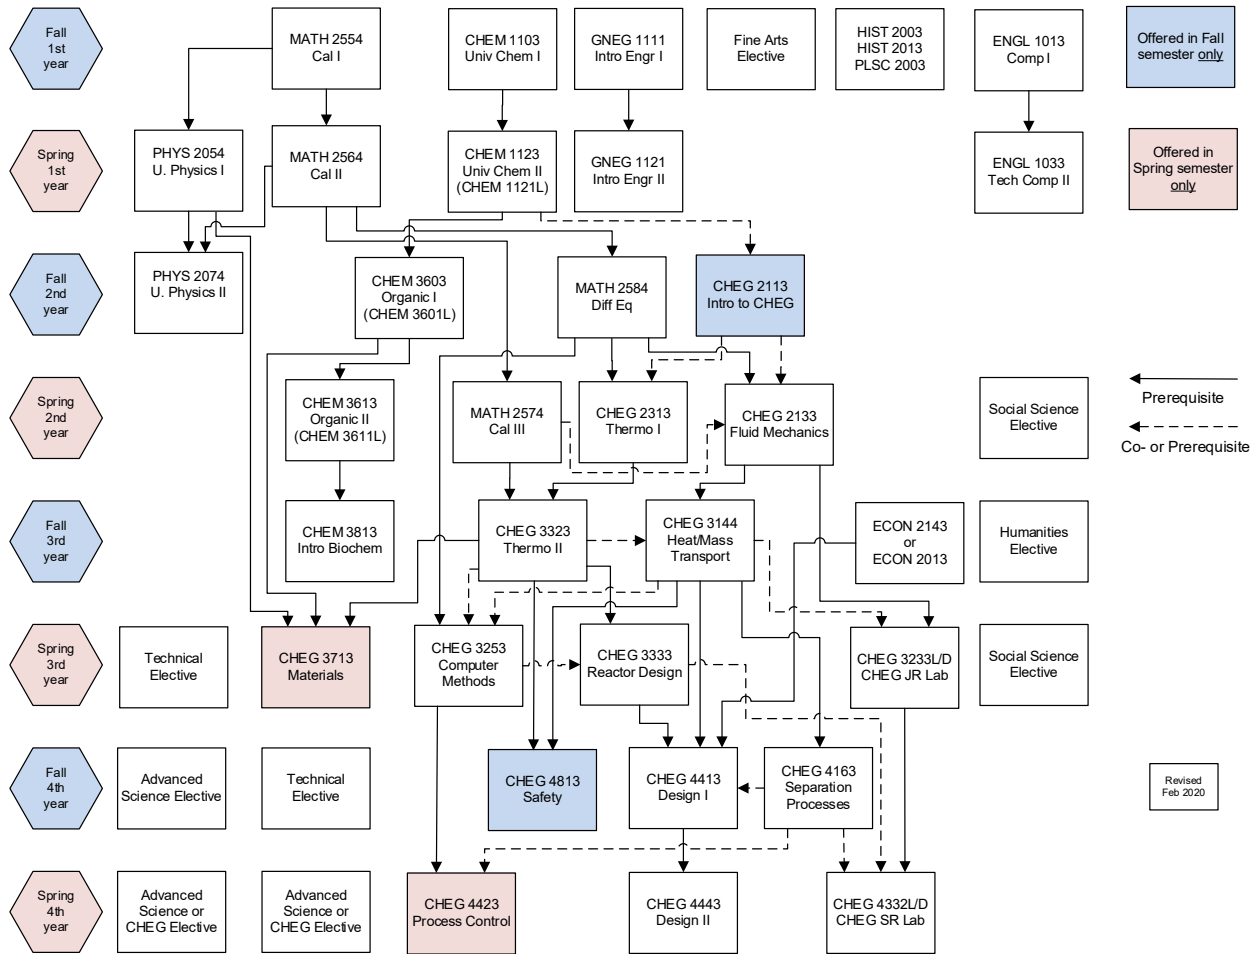 Fall
1st
year
MATH 2554
Cal I
CHEM 1103
Univ Chem I
GNEG 1111
Intro Engr I
Fine Arts
Elective
HIST 2003
HIST 2013
PLSC 2003
ENGL 1013
Comp I
Offered in Fall
semester only
Spring
1st
year
PHYS 2054
U. Physics I
MATH 2564
Cal II
CHEM 1123
Univ Chem II
(CHEM 1121L)
GNEG 1121
Intro Engr II
ENGL 1033
Tech Comp II
Offered in
Spring semester
only
Fall
2nd
year
PHYS 2074
U. Physics II
CHEM 3603
Organic I
(CHEM 3601L)
MATH 2584
Diff Eq
CHEG 2113
Intro to CHEG
Spring
2nd
year
CHEM 3613
Organic II
(CHEM 3611L)
MATH 2574
Cal III
CHEG 2313
Thermo I
CHEG 2133
Fluid Mechanics
Social Science
Elective
Prerequisite
Co- or Prerequisite
Fall
3rd
year
CHEM 3813
Intro Biochem
CHEG 3323
Thermo II
CHEG 3144
Heat/Mass
Transport
ECON 2143
or
ECON 2013
Humanities
Elective
Spring
3rd
year
Technical
Elective
CHEG 3713
Materials
CHEG 3253
Computer
Methods
CHEG 3333
Reactor Design
CHEG 3233L/D
CHEG JR Lab
Social Science
Elective
Fall
4th
year
Advanced
Science Elective
Technical
Elective
CHEG 4813
Safety
CHEG 4413
Design I
CHEG 4163
Separation
Processes
Revised
Feb 2020
Spring
4th
year
Advanced
Science or
CHEG Elective
Advanced
Science or
CHEG Elective
CHEG 4423
Process Control
CHEG 4443
Design II
CHEG 4332L/D
CHEG SR Lab